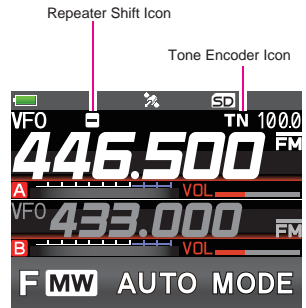 Repeater Shift Icon
Tone Encoder Icon
SD
VFO TN 100.0
446.500 FM
A VOL
VFO 433.000 FM
B VOL
F MW AUTO MODE